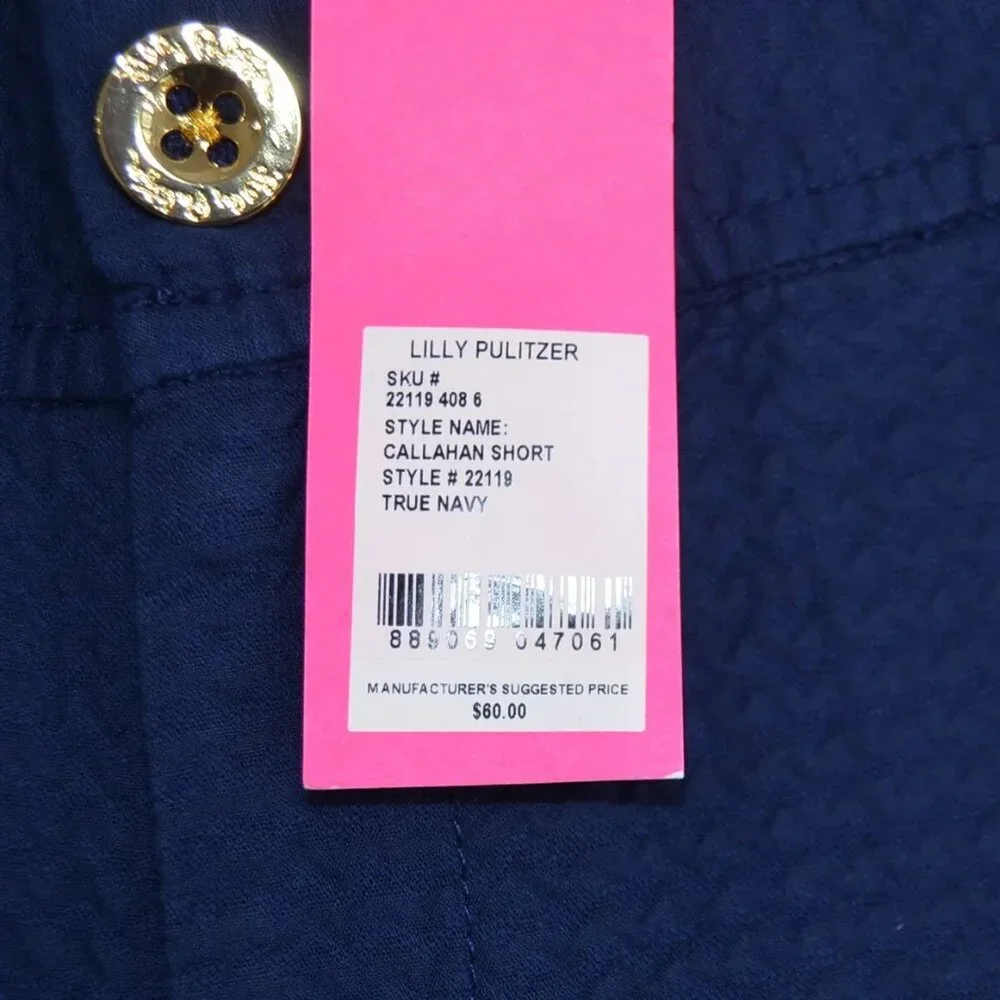 LILLY PULITZER
SKU #
22119 408 6
STYLE NAME:
CALLAHAN SHORT
STYLE # 22119
TRUE NAVY
889069 047061
MANUFACTURER'S SUGGESTED PRICE
$60.00